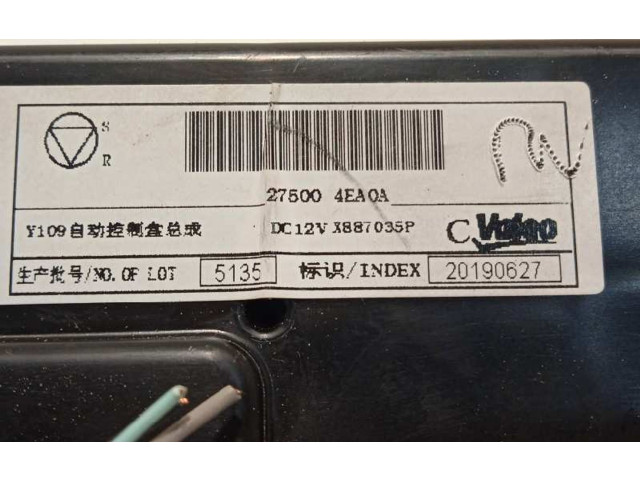 S
R
27500 4EA0A
Y109自动控制盒总成 DC12V X887035P C Valeo
生产批号/NO. OF LOT 5135 标识/INDEX 20190627